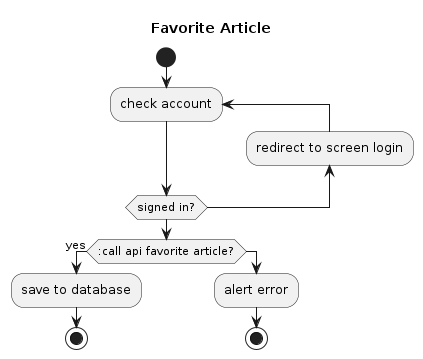 Favorite Article
check account
redirect to screen login
signed in?
yes
:call api favorite article?
save to database
alert error